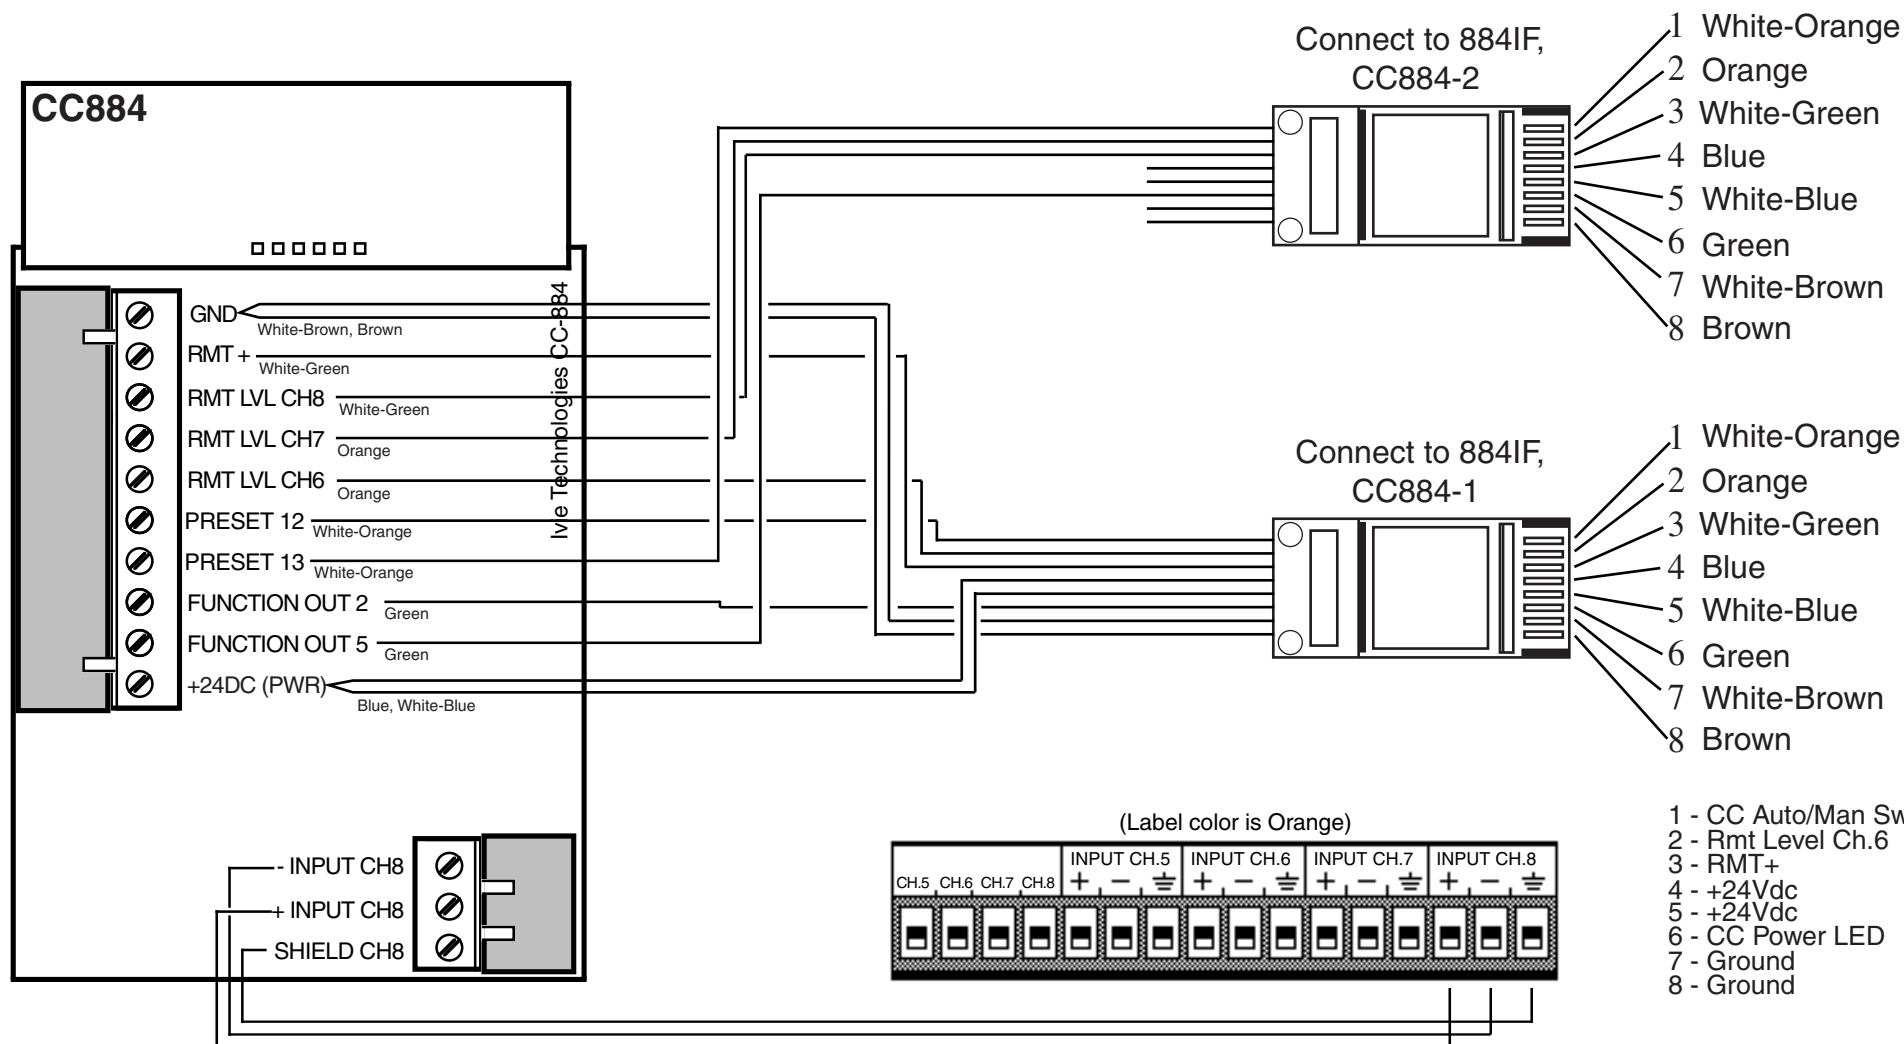 CC884
Connect to 884IF,
CC884-2
1 White-Orange
2 Orange
3 White-Green
4 Blue
5 White-Blue
6 Green
7 White-Brown
8 Brown
Ivie Technologies CC-884
GND
White-Brown, Brown
RMT +
White-Green
RMT LVL CH8
White-Green
RMT LVL CH7
Orange
RMT LVL CH6
Orange
PRESET 12
White-Orange
PRESET 13
White-Orange
FUNCTION OUT 2
Green
FUNCTION OUT 5
Green
+24DC (PWR)
Blue, White-Blue
Connect to 884IF,
CC884-1
1 White-Orange
2 Orange
3 White-Green
4 Blue
5 White-Blue
6 Green
7 White-Brown
8 Brown
- INPUT CH8
+ INPUT CH8
SHIELD CH8
(Label color is Orange)
INPUT CH.5 INPUT CH.6 INPUT CH.7 INPUT CH.8
CH.5 CH.6 CH.7 CH.8 + − + − + − + −
1 - CC Auto/Man Sw
2 - Rmt Level Ch.6
3 - RMT+
4 - +24Vdc
5 - +24Vdc
6 - CC Power LED
7 - Ground
8 - Ground